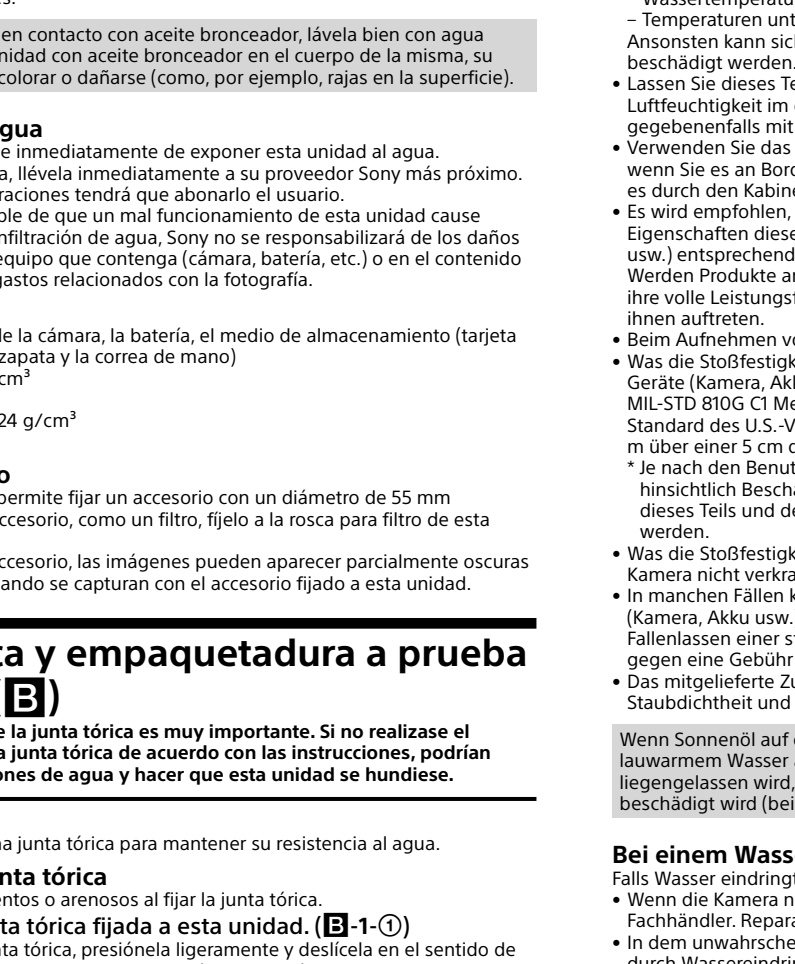 en contacto con aceite bronceador, lávela bien con agua
nidad con aceite bronceador en el cuerpo de la misma, su
colorar o dañarse (como, por ejemplo, rajas en la superficie).
gua
e inmediatamente de exponer esta unidad al agua.
a, llévela inmediatamente a su proveedor Sony más próximo.
raciones tendrá que abonarlo el usuario.
ble de que un mal funcionamiento de esta unidad cause
nfiltración de agua, Sony no se responsabilizará de los daños
equipo que contenga (cámara, batería, etc.) o en el contenido
gastos relacionados con la fotografía.
de la cámara, la batería, el medio de almacenamiento (tarjeta
zapata y la correa de mano)
cm³
24 g/cm³
o
permite fijar un accesorio con un diámetro de 55 mm
ccesorio, como un filtro, fíjelo a la rosca para filtro de esta
ccesorio, las imágenes pueden aparecer parcialmente oscuras
ando se capturan con el accesorio fijado a esta unidad.
ta y empaquetadura a prueba
(B)
e la junta tórica es muy importante. Si no realizase el
a junta tórica de acuerdo con las instrucciones, podrían
ones de agua y hacer que esta unidad se hundiese.
na junta tórica para mantener su resistencia al agua.
nta tórica
entos o arenosos al fijar la junta tórica.
ta tórica fijada a esta unidad. (B-1-①)
nta tórica, presiónela ligeramente y deslícela en el sentido de
Wassertemperatu
– Temperaturen unt
Ansonsten kann sic
beschädigt werden.
• Lassen Sie dieses Te
Luftfeuchtigkeit im
gegebenenfalls mit
• Verwenden Sie das
wenn Sie es an Bord
es durch den Kabine
• Es wird empfohlen,
Eigenschaften diese
usw.) entsprechend
Werden Produkte an
ihre volle Leistungsf
ihnen auftreten.
• Beim Aufnehmen vo
• Was die Stoßfestigk
Geräte (Kamera, Akk
MIL-STD 810G C1 Me
Standard des U.S.-V
m über einer 5 cm d
* Je nach den Benut
hinsichtlich Beschä
dieses Teils und de
werden.
• Was die Stoßfestigk
Kamera nicht verkra
• In manchen Fällen k
(Kamera, Akku usw.
Fallenlassen einer st
gegen eine Gebühr
• Das mitgelieferte Zu
Staubdichtheit und
Wenn Sonnenöl auf
lauwarmem Wasser a
liegengelassen wird,
beschädigt wird (bei
Bei einem Wass
Falls Wasser eindringt
• Wenn die Kamera n
Fachhändler. Repara
• In dem unwahrsche
durch Wassereindrin